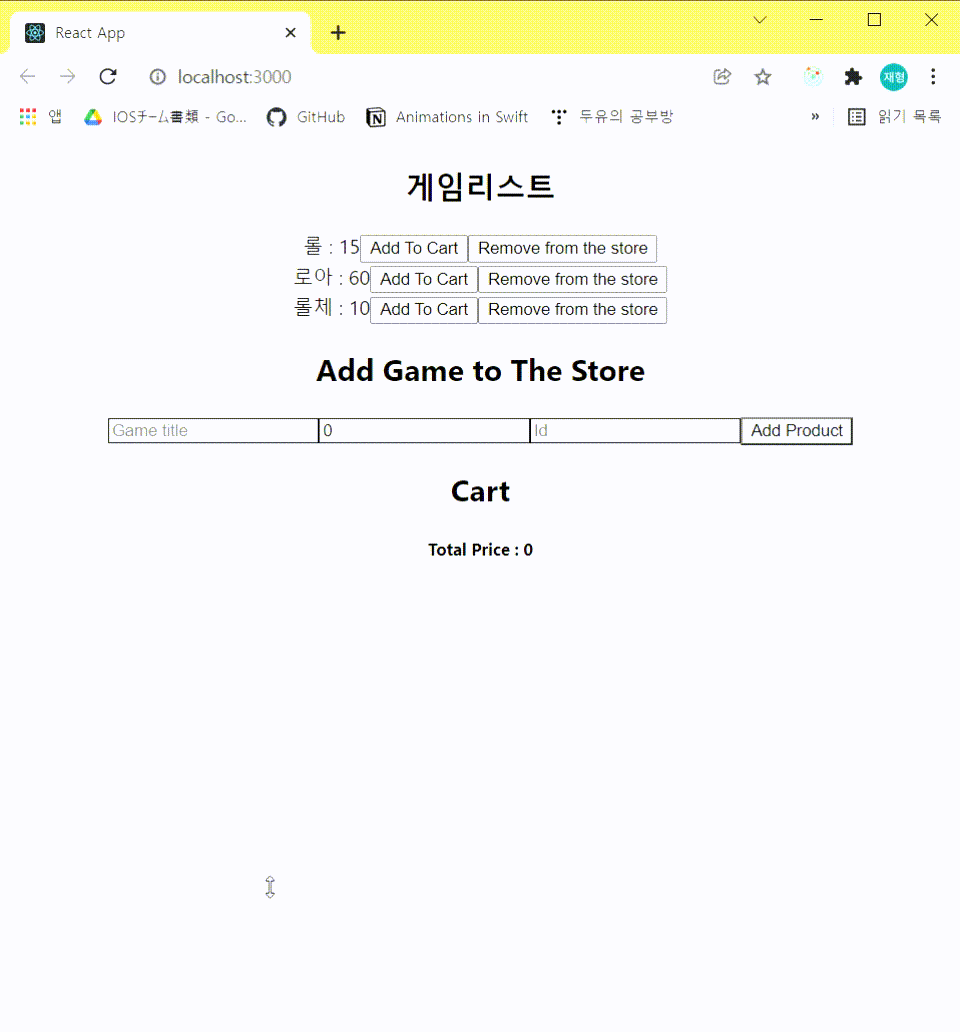 React App
localhost:3000
재형
앱 IOSチーム書類 - Go... GitHub Animations in Swift 두유의 공부방 » 읽기 목록
게임리스트
롤 : 15 Add To Cart Remove from the store
로아 : 60 Add To Cart Remove from the store
롤체 : 10 Add To Cart Remove from the store
Add Game to The Store
Game title 0 Id Add Product
Cart
Total Price : 0